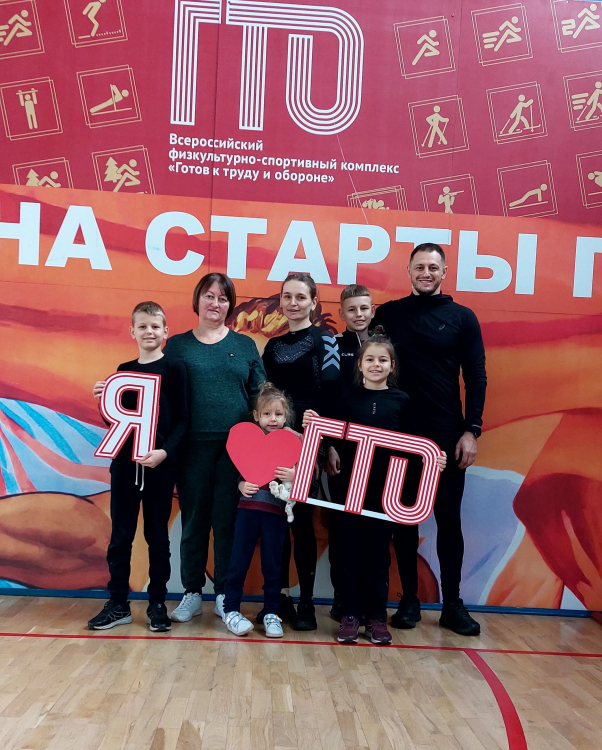 ГТО
Всероссийский
физкультурно-спортивный комплекс
«Готов к труду и обороне»
НА СТАРТЫ Г
Я ГТО